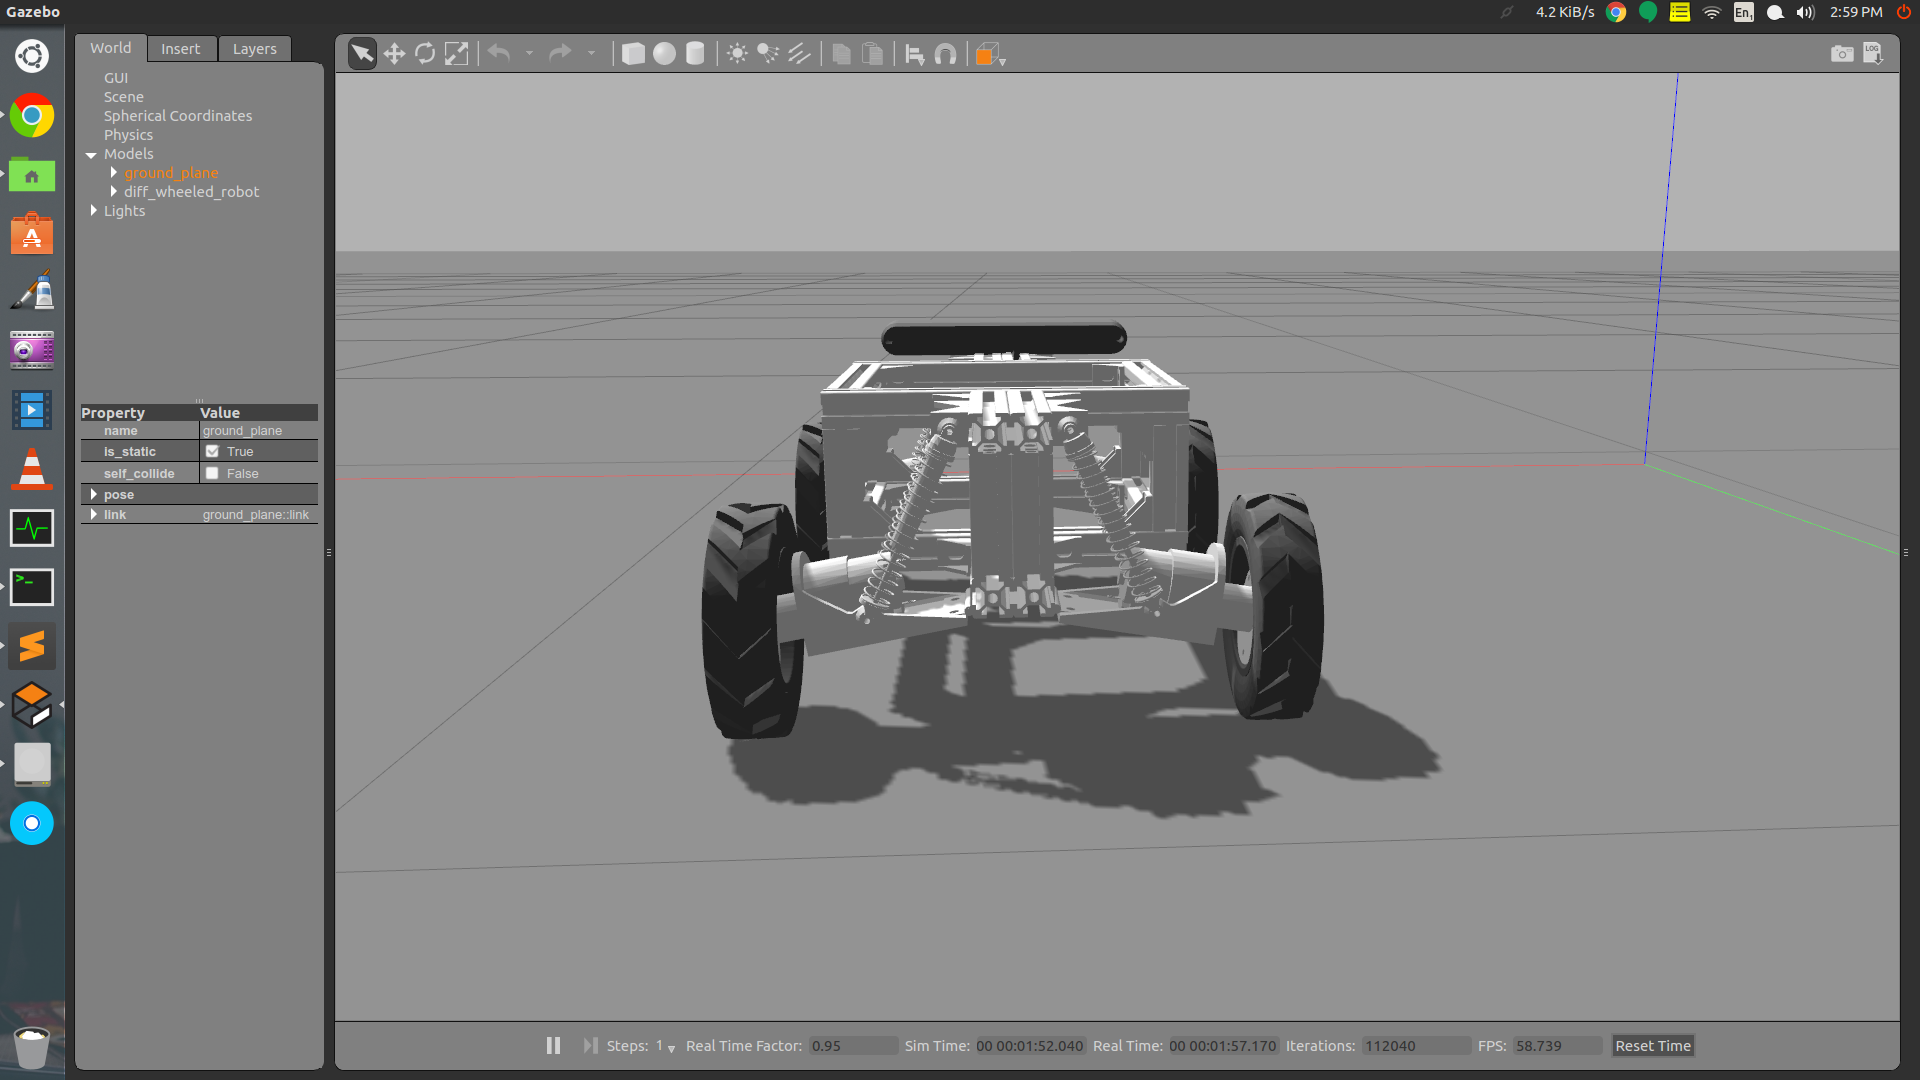 Gazebo
4.2 KiB/s
En1
2:59 PM
World Insert Layers
LOG
GUI
Scene
Spherical Coordinates
Physics
Models
ground_plane
diff_wheeled_robot
Lights
Property Value
name ground_plane
is_static True
self_collide False
pose
link ground_plane::link
Steps: 1 Real Time Factor: 0.95 Sim Time: 00 00:01:52.040 Real Time: 00 00:01:57.170 Iterations: 112040 FPS: 58.739 Reset Time